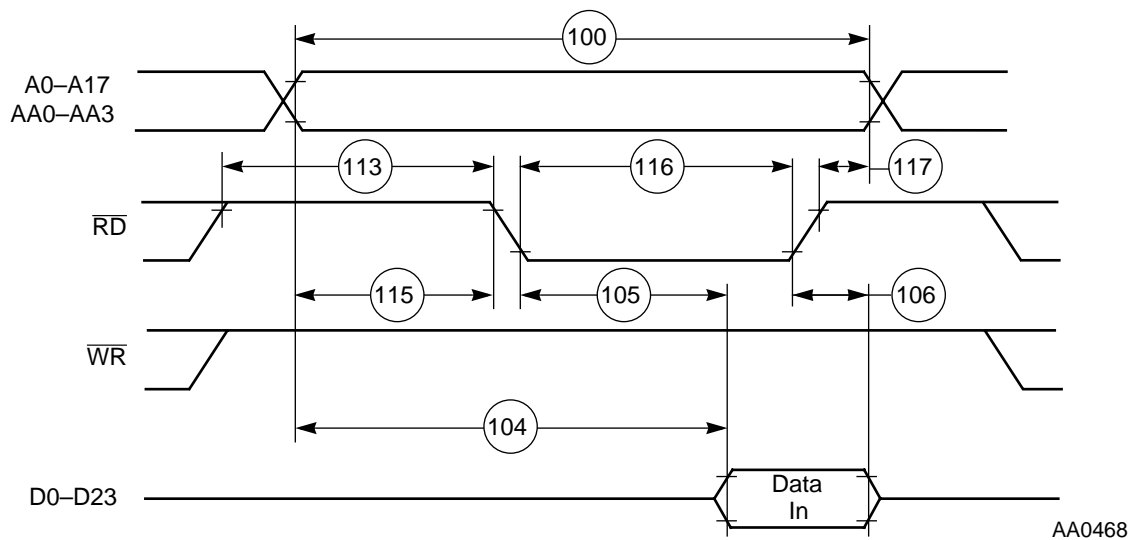 100
A0–A17
AA0–AA3
113
116
117
RD
115
105
106
WR
104
D0–D23
Data
In
AA0468